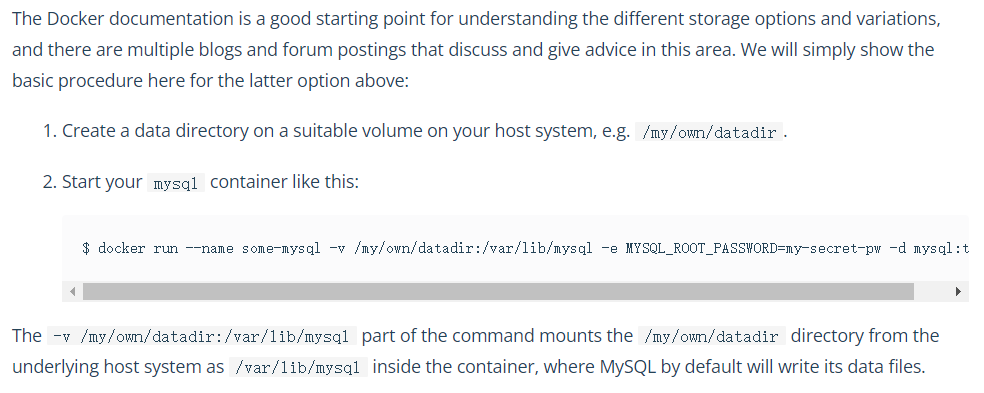 The Docker documentation is a good starting point for understanding the different storage options and variations,
and there are multiple blogs and forum postings that discuss and give advice in this area. We will simply show the
basic procedure here for the latter option above:
1. Create a data directory on a suitable volume on your host system, e.g. /my/own/datadir .
2. Start your mysql container like this:
$ docker run --name some-mysql -v /my/own/datadir:/var/lib/mysql -e MYSQL_ROOT_PASSWORD=my-secret-pw -d mysql:t
The -v /my/own/datadir:/var/lib/mysql part of the command mounts the /my/own/datadir directory from the
underlying host system as /var/lib/mysql inside the container, where MySQL by default will write its data files.